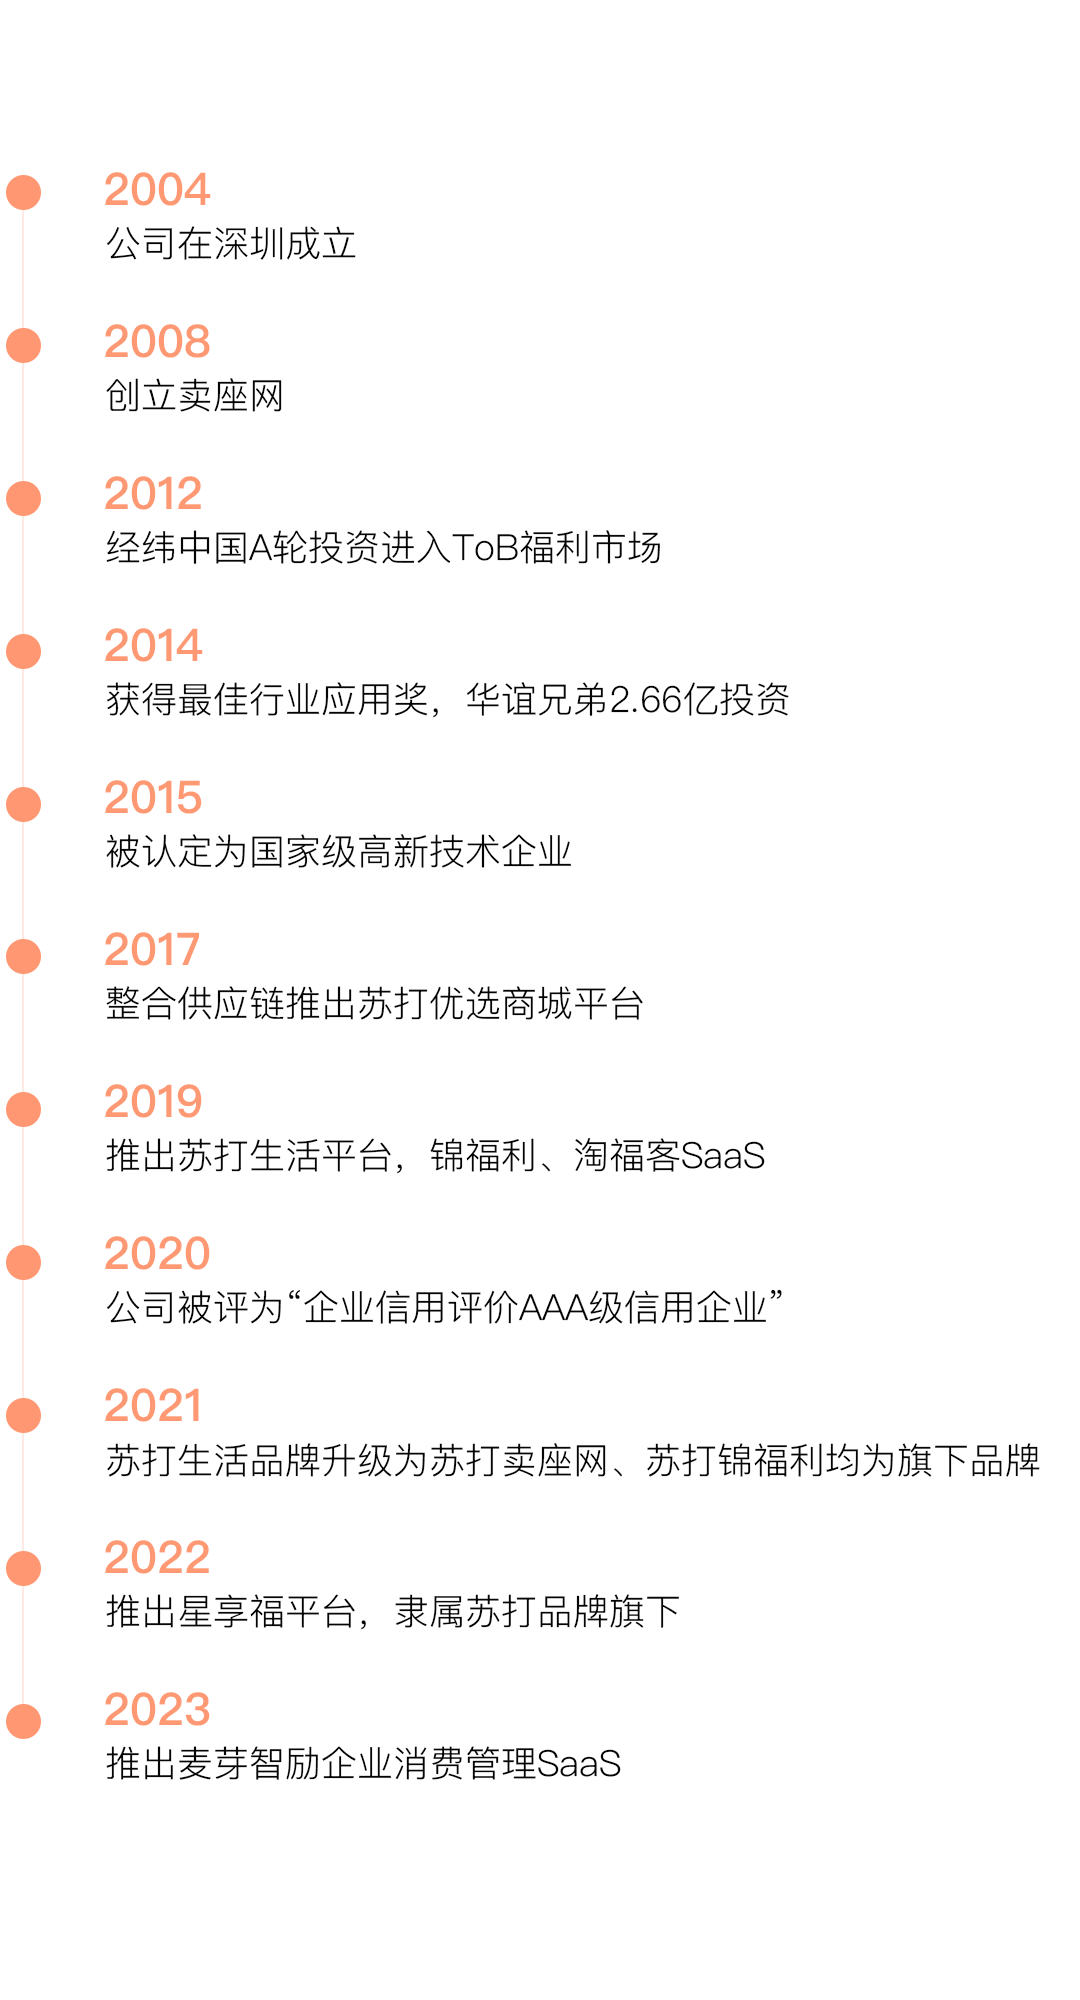 2004
公司在深圳成立
2008
创立卖座网
2012
经纬中国A轮投资进入ToB福利市场
2014
获得最佳行业应用奖，华谊兄弟2.66亿投资
2015
被认定为国家级高新技术企业
2017
整合供应链推出苏打优选商城平台
2019
推出苏打生活平台，锦福利、淘福客SaaS
2020
公司被评为“企业信用评价AAA级信用企业”
2021
苏打生活品牌升级为苏打卖座网、苏打锦福利均为旗下品牌
2022
推出星享福平台，隶属苏打品牌旗下
2023
推出麦芽智励企业消费管理SaaS